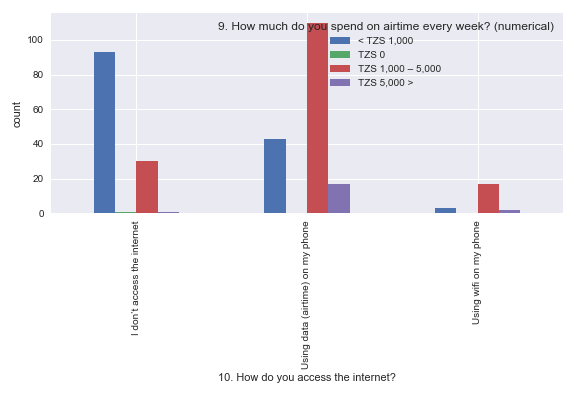 9. How much do you spend on airtime every week? (numerical)
< TZS 1,000
TZS 0
TZS 1,000 – 5,000
TZS 5,000 >
count
100
80
60
40
20
0
I don't access the internet
Using data (airtime) on my phone
Using wifi on my phone
10. How do you access the internet?